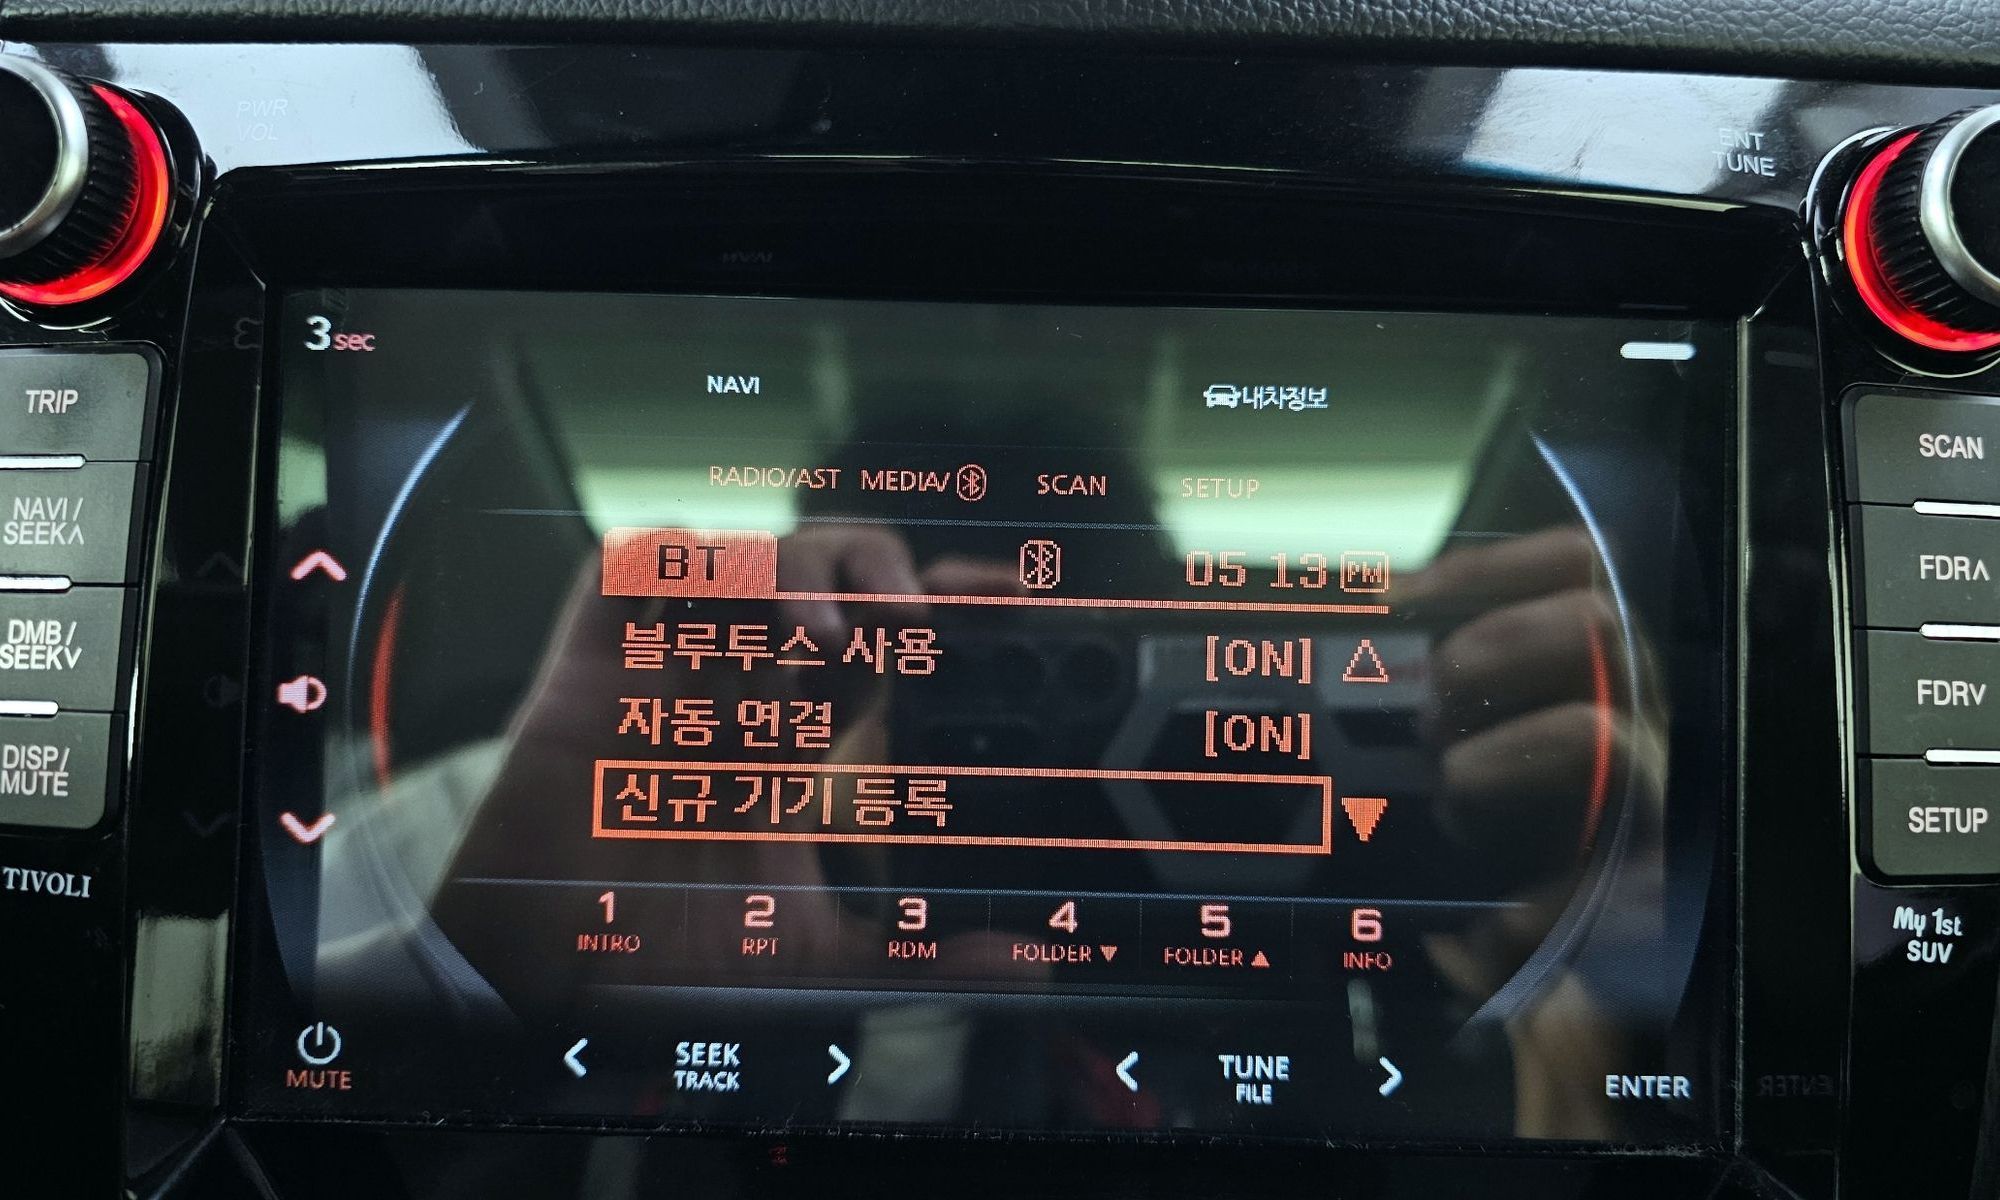 PWR
VOL
ENT
TUNE
3 sec
NAVI
내차정보
TRIP
SCAN
RADIO/AST MEDIA/ SCAN SETUP
NAVI/
SEEK∧
BT 05 13 PM
FDR∧
블루투스 사용 [ON] △
DMB/
SEEK∨
자동 연결 [ON]
FDR∨
신규 기기 등록 ▼
DISP/
MUTE
SETUP
TIVOLI
1 2 3 4 5 6
INTRO RPT RDM FOLDER ▼ FOLDER ▲ INFO
My 1st
SUV
MUTE
< SEEK >
TRACK
< TUNE >
FILE
ENTER